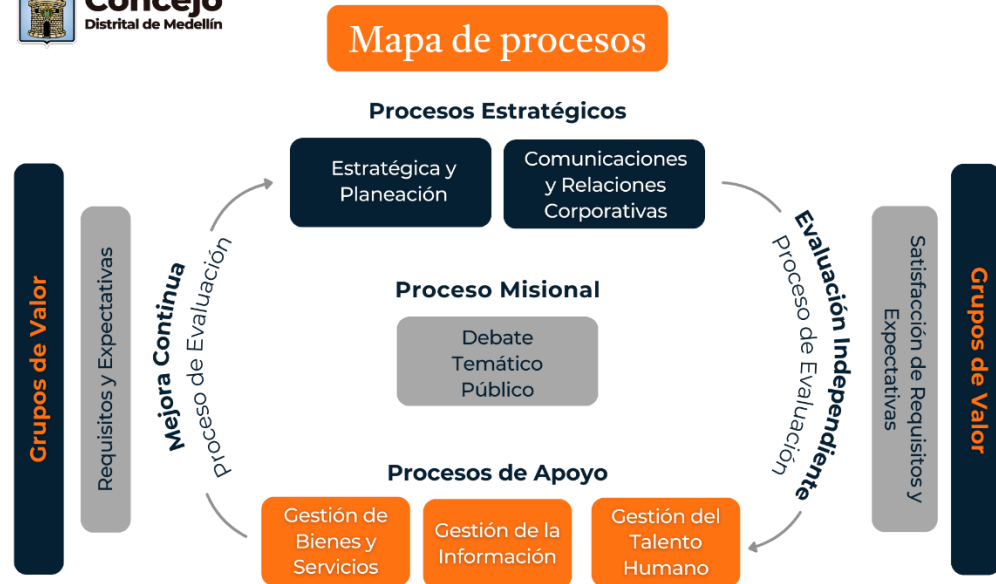 Concejo
Distrital de Medellín
Mapa de procesos
Procesos Estratégicos
Estratégica y
Planeación
Comunicaciones
y Relaciones
Corporativas
Grupos de Valor
Requisitos y Expectativas
Mejora Continua
Proceso de Evaluación
Proceso Misional
Debate
Temático
Público
Evaluación Independiente
Proceso de Evaluación
Satisfacción de Requisitos y
Expectativas
Grupos de Valor
Procesos de Apoyo
Gestión de
Bienes y
Servicios
Gestión de la
Información
Gestión del
Talento
Humano